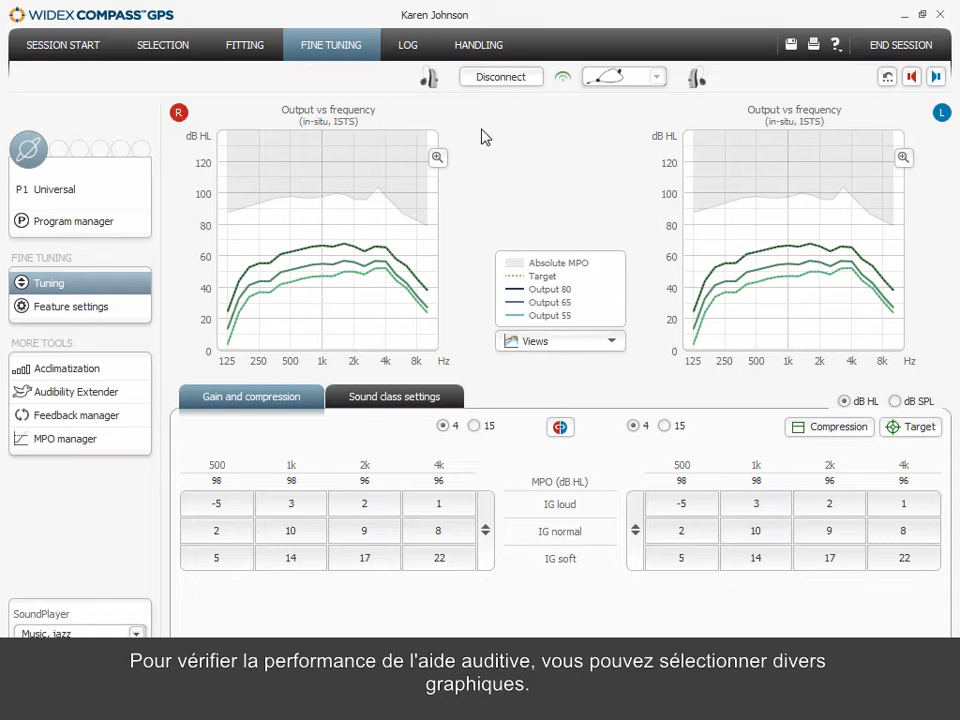 WIDEX COMPASS™ GPS
Karen Johnson
SESSION START
SELECTION
FITTING
FINE TUNING
LOG
HANDLING
END SESSION
Disconnect
R
Output vs frequency
(in-situ, ISTS)
dB HL
120
100
80
60
40
20
0
125 250 500 1k 2k 4k 8k Hz
Output vs frequency
(in-situ, ISTS)
L
dB HL
120
100
80
60
40
20
0
125 250 500 1k 2k 4k 8k Hz
P1 Universal
P Program manager
FINE TUNING
Tuning
Feature settings
MORE TOOLS
Acclimatization
Audibility Extender
Feedback manager
MPO manager
Absolute MPO
Target
Output 80
Output 65
Output 55
Views
Gain and compression
Sound class settings
dB HL dB SPL
4 15
4 15
Compression
Target
500 1k 2k 4k 500 1k 2k 4k
98 98 96 96 MPO (dB HL) 98 98 96 96
-5 3 2 1 IG loud -5 3 2 1
2 10 9 8 IG normal 2 10 9 8
5 14 17 22 IG soft 5 14 17 22
SoundPlayer
Music, jazz
Pour vérifier la performance de l'aide auditive, vous pouvez sélectionner divers
graphiques.